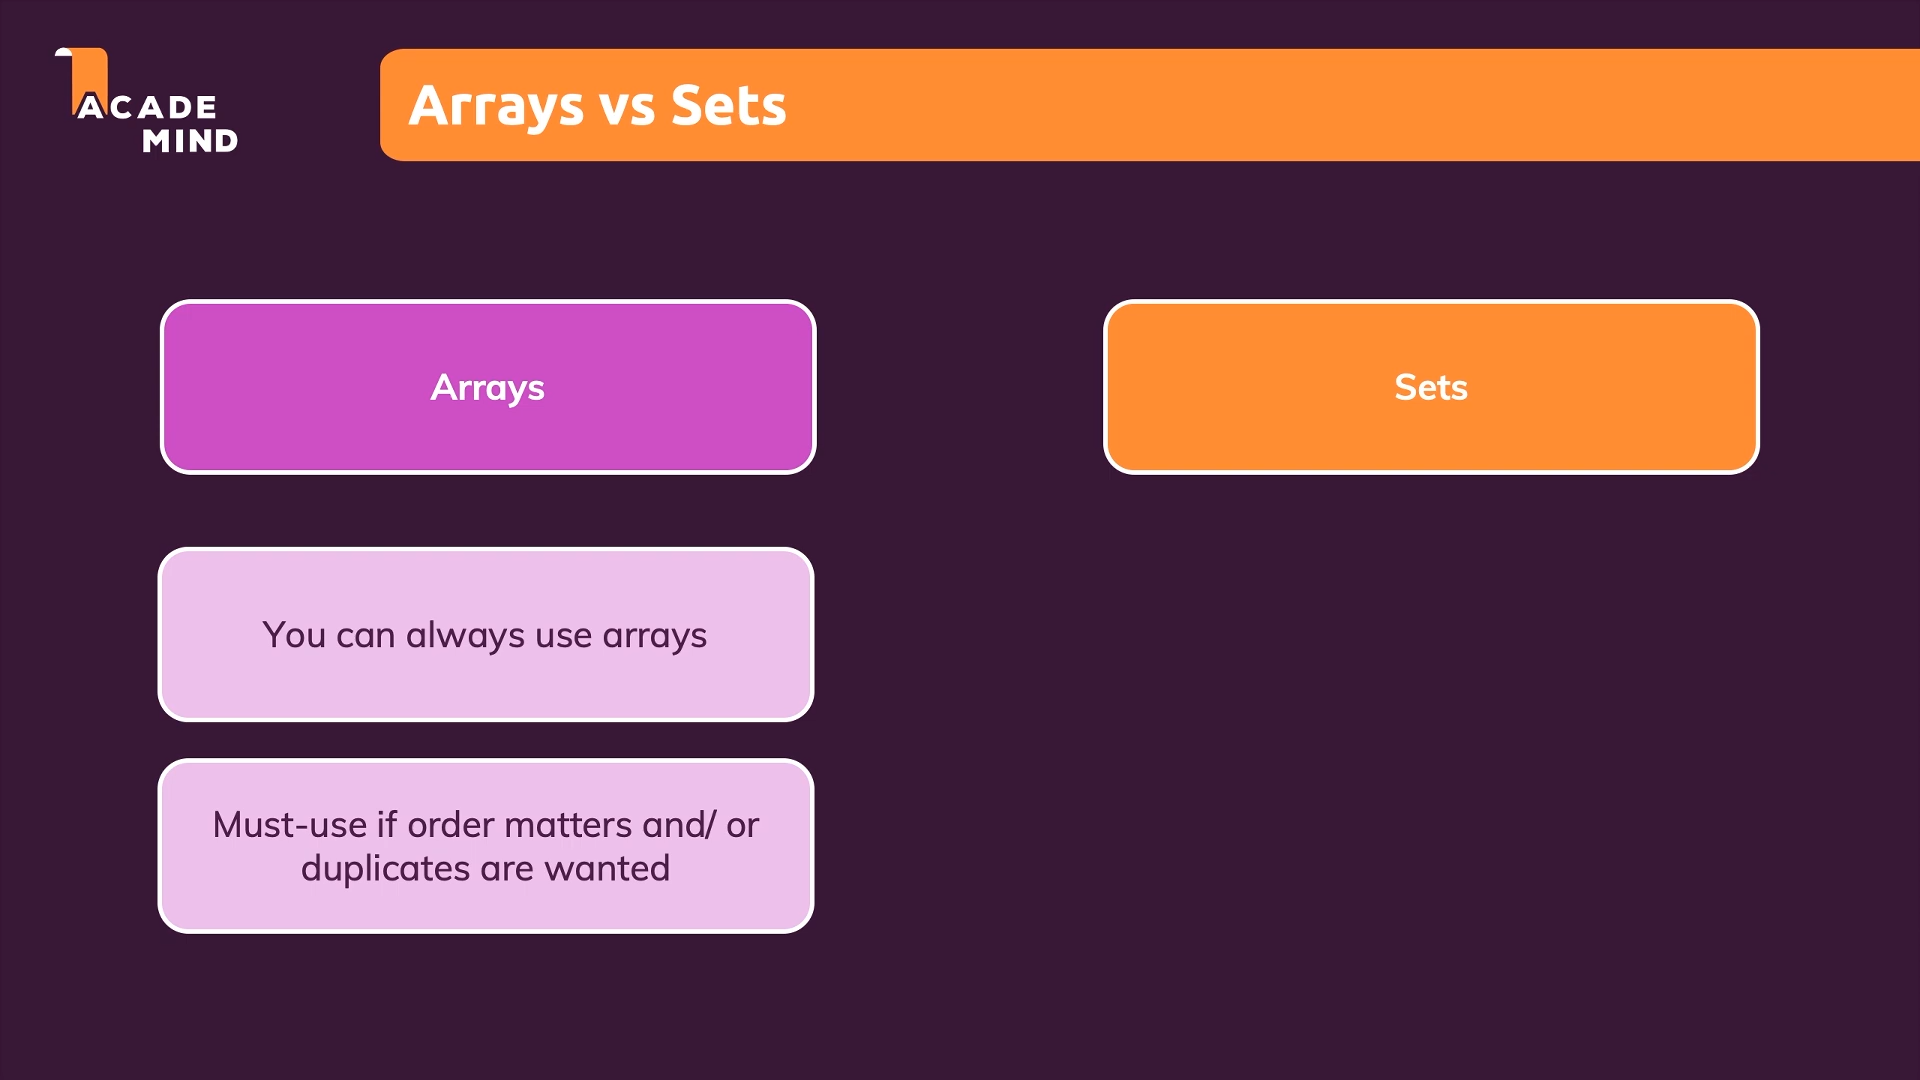 ACADE
MIND
Arrays vs Sets
Arrays
Sets
You can always use arrays
Must-use if order matters and/ or
duplicates are wanted